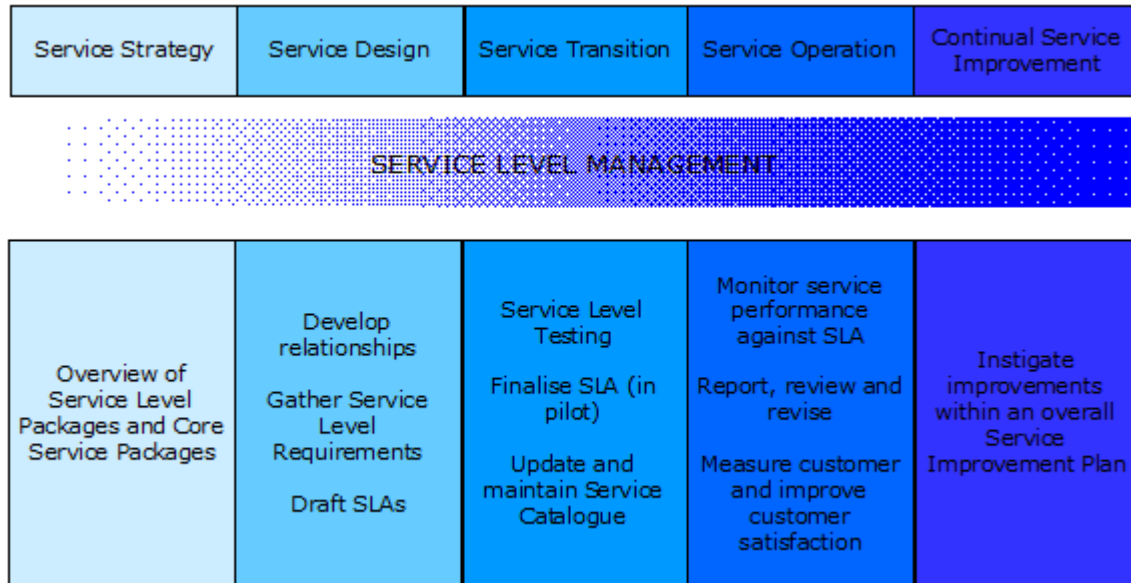 Service Strategy
Service Design
Service Transition
Service Operation
Continual Service
Improvement
SERVICE LEVEL MANAGEMENT
Overview of
Service Level
Packages and Core
Service Packages
Develop
relationships
Gather Service
Level
Requirements
Draft SLAs
Service Level
Testing
Finalise SLA (in
pilot)
Update and
maintain Service
Catalogue
Monitor service
performance
against SLA
Report, review and
revise
Measure customer
and improve
customer
satisfaction
Instigate
improvements
within an overall
Service
Improvement Plan